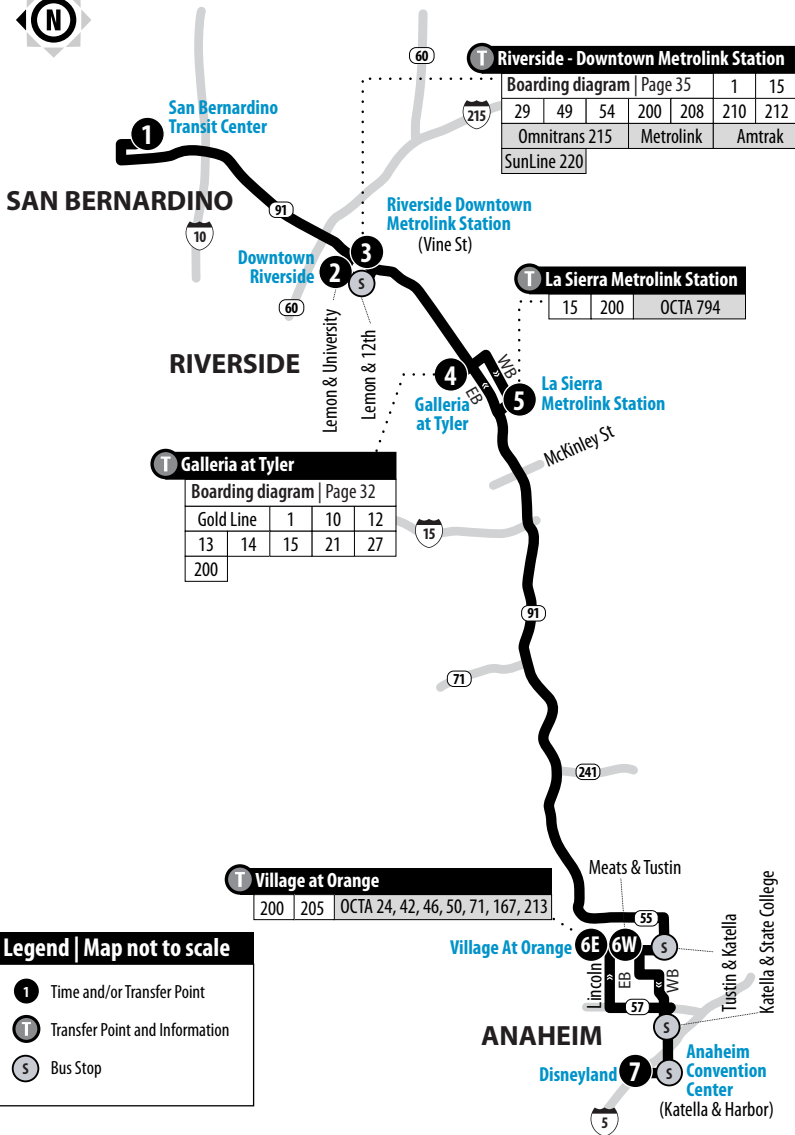 N
60
T Riverside - Downtown Metrolink Station
Boarding diagram | Page 35 1 15
29 49 54 200 208 210 212
Omnitrans 215 Metrolink Amtrak
SunLine 220
215
San Bernardino
Transit Center
1
SAN BERNARDINO
10
91
Riverside Downtown
Metrolink Station
(Vine St)
Downtown
Riverside
2
3
S
60
Lemon & University
Lemon & 12th
RIVERSIDE
T La Sierra Metrolink Station
15 200 OCTA 794
4
WB
EB
5
Galleria
at Tyler
La Sierra
Metrolink Station
McKinley St
T Galleria at Tyler
Boarding diagram | Page 32
Gold Line 1 10 12
13 14 15 21 27
200
15
91
71
241
T Village at Orange
200 205 OCTA 24, 42, 46, 50, 71, 167, 213
Meats & Tustin
55
Village At Orange
6E
6W
S
Lincoln
EB
WB
Tustin & Katella
Katella & State College
57
S
ANAHEIM
Disneyland
7
S
Anaheim
Convention
Center
(Katella & Harbor)
5
Legend | Map not to scale
1 Time and/or Transfer Point
T Transfer Point and Information
S Bus Stop